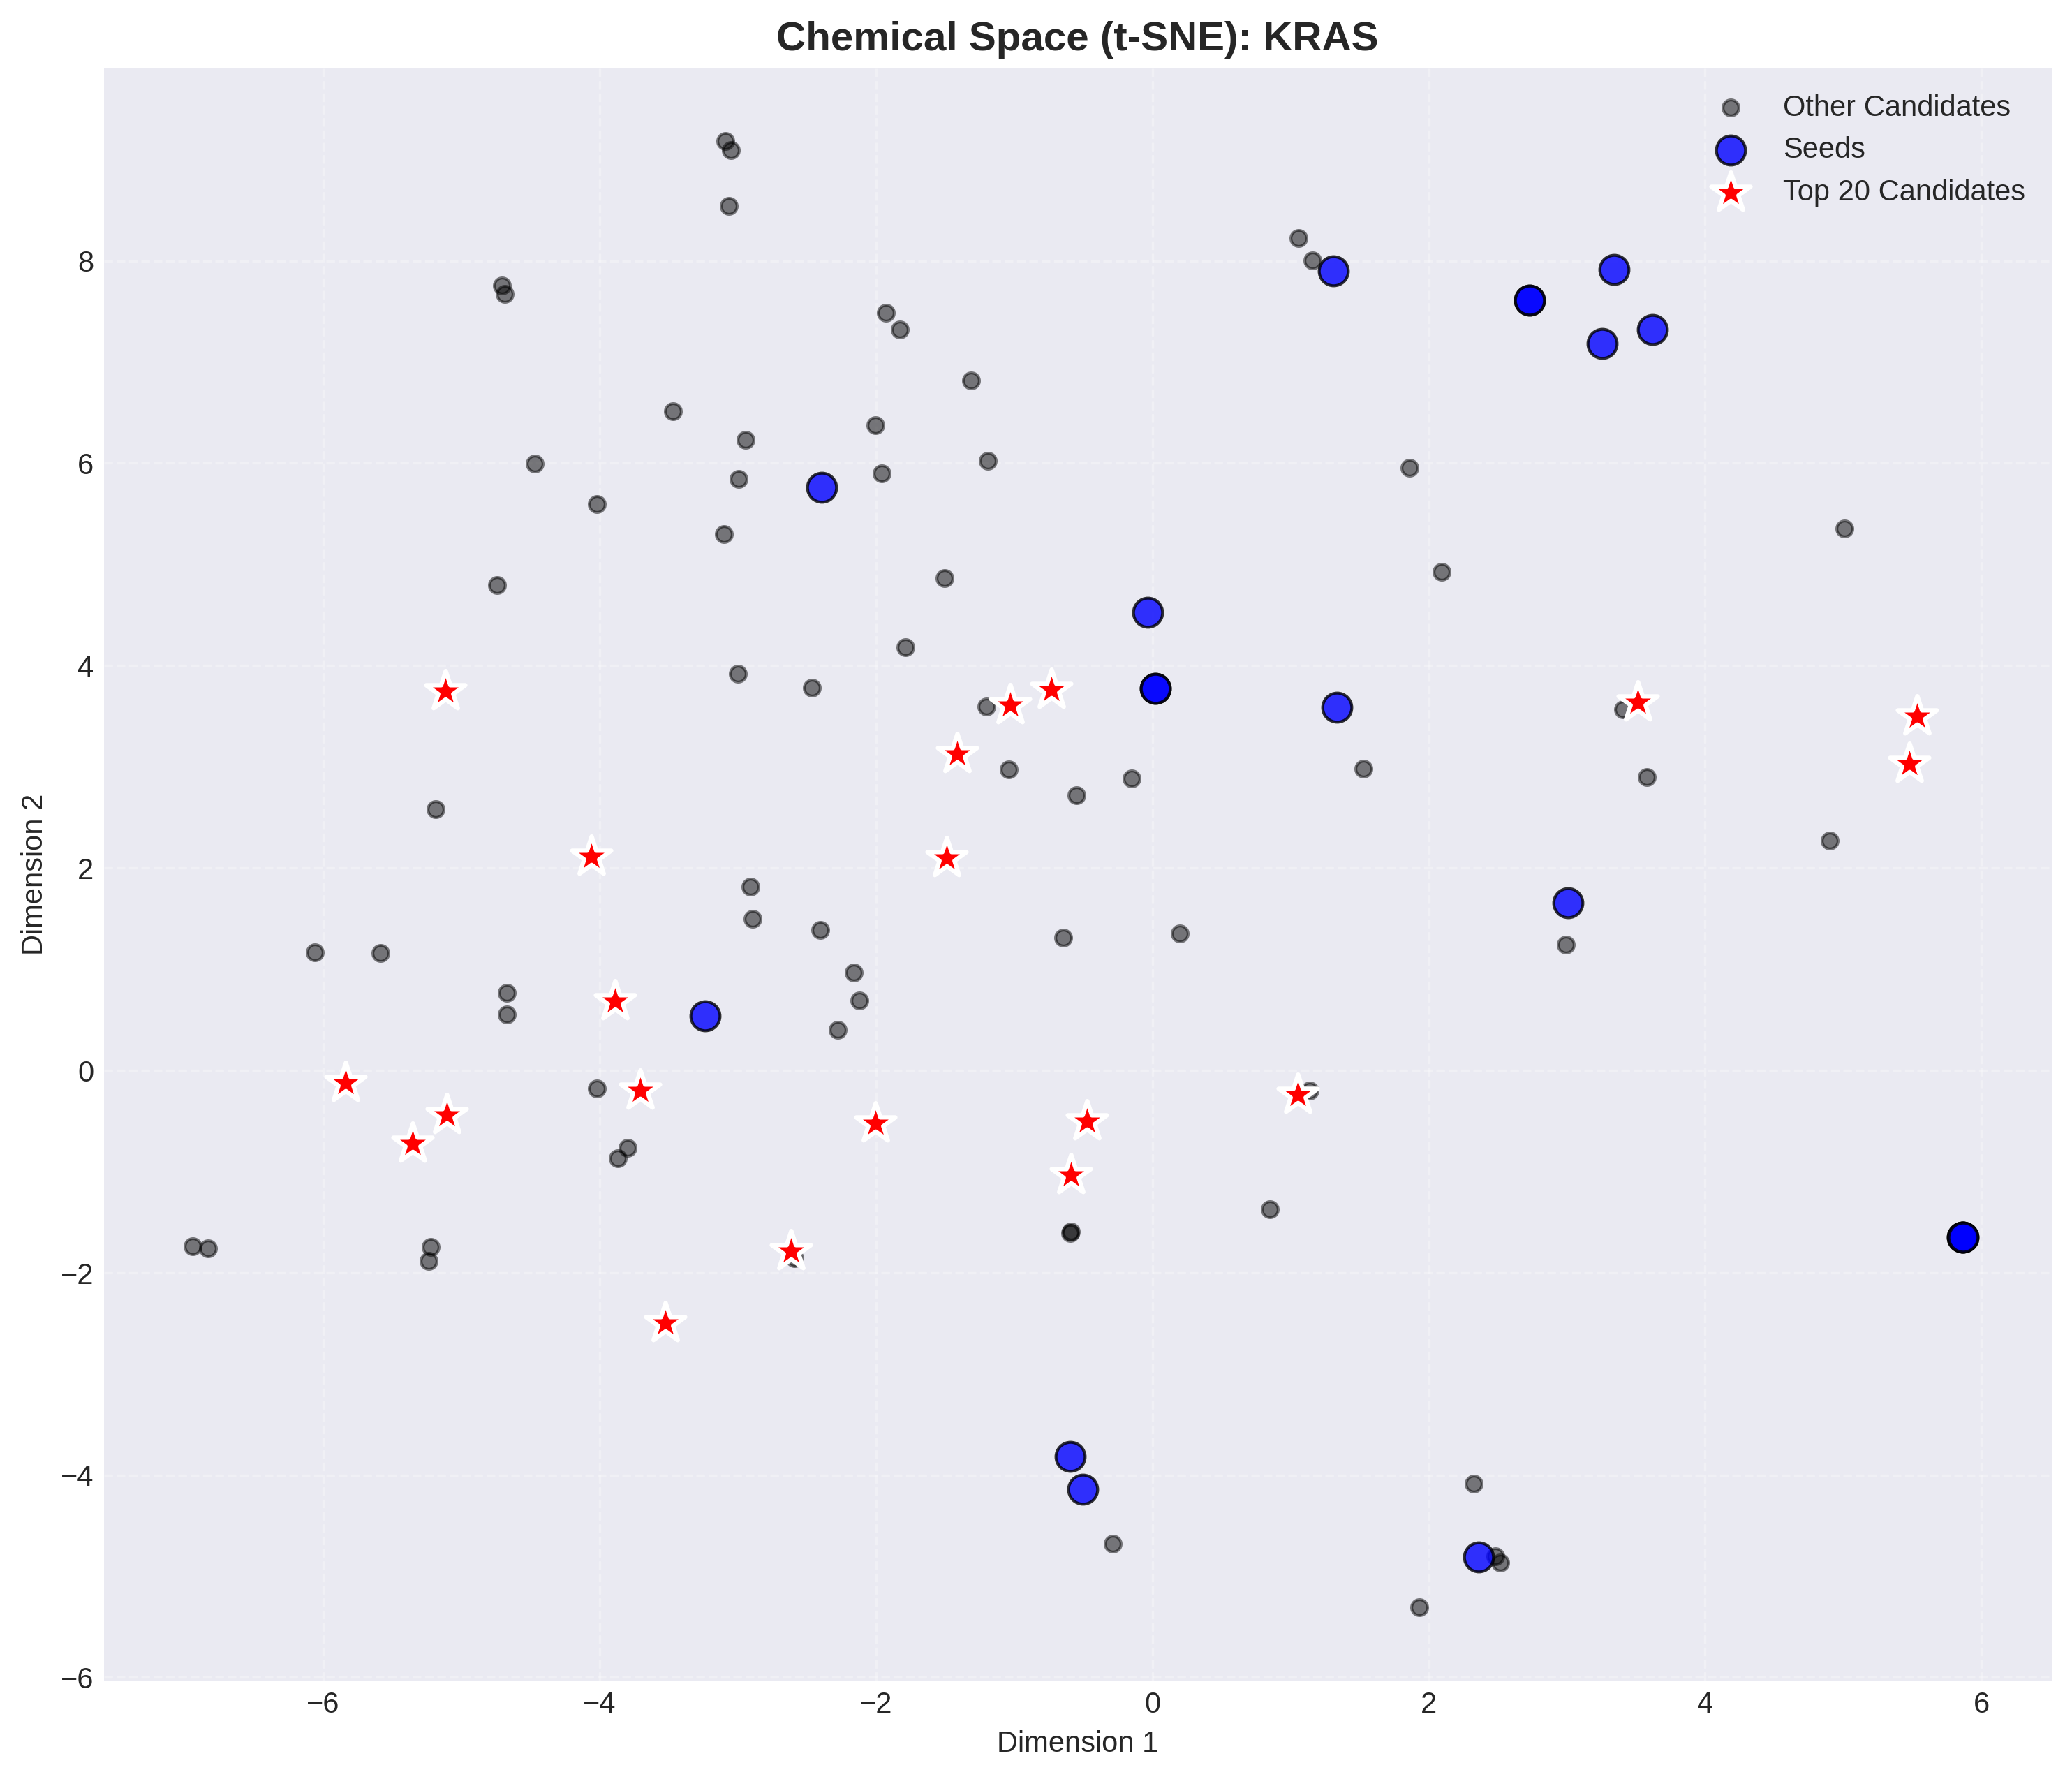 Chemical Space (t-SNE): KRAS
Other Candidates
Seeds
Top 20 Candidates
8
6
4
2
0
−2
−4
−6
Dimension 2
−6
−4
−2
0
2
4
6
Dimension 1